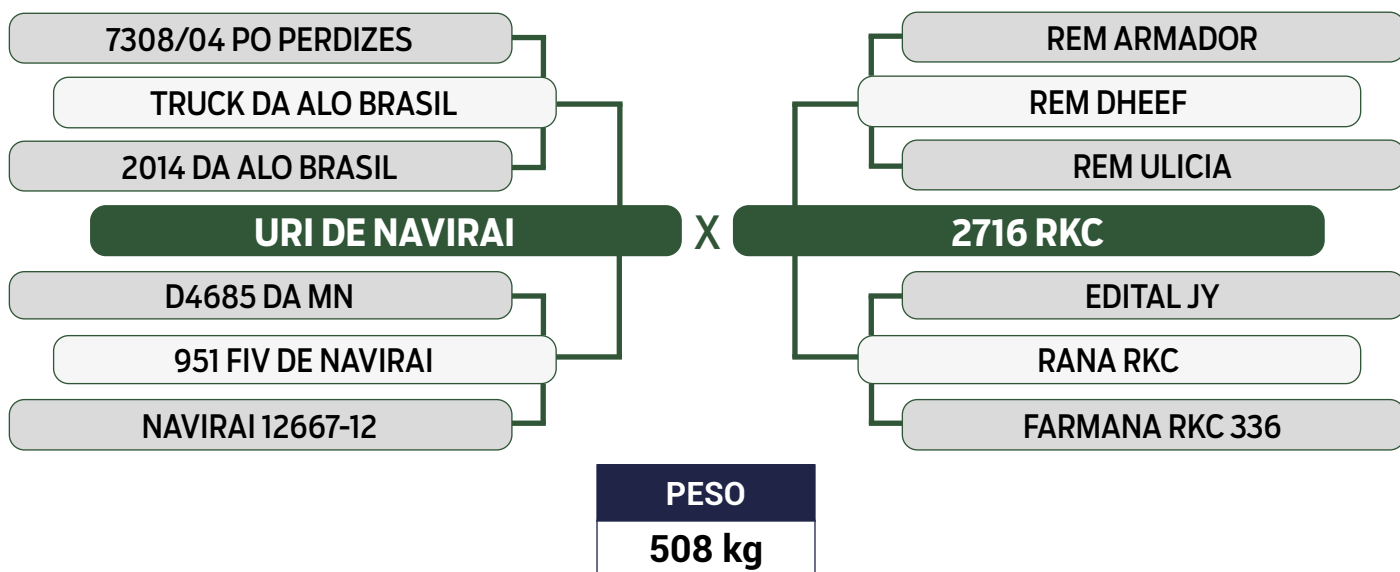 7308/04 PO PERDIZES
TRUCK DA ALO BRASIL
2014 DA ALO BRASIL
URI DE NAVIRAI
D4685 DA MN
951 FIV DE NAVIRAI
NAVIRAI 12667-12
X
REM ARMADOR
REM DHEEF
REM ULICIA
2716 RKC
EDITAL JY
RANA RKC
FARMANA RKC 336
PESO
508 kg